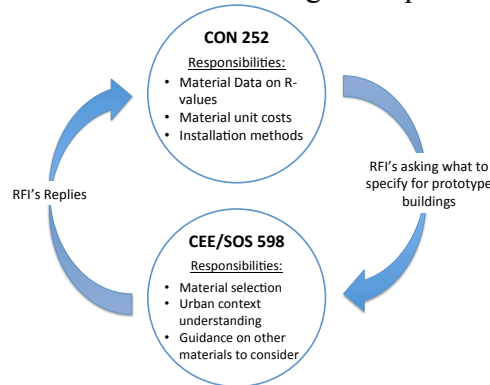 CON 252
Responsibilities:
• Material Data on R-
values
• Material unit costs
• Installation methods
RFI's asking what to
specify for prototype
buildings
RFI's Replies
CEE/SOS 598
Responsibilities:
• Material selection
• Urban context
understanding
• Guidance on other
materials to consider